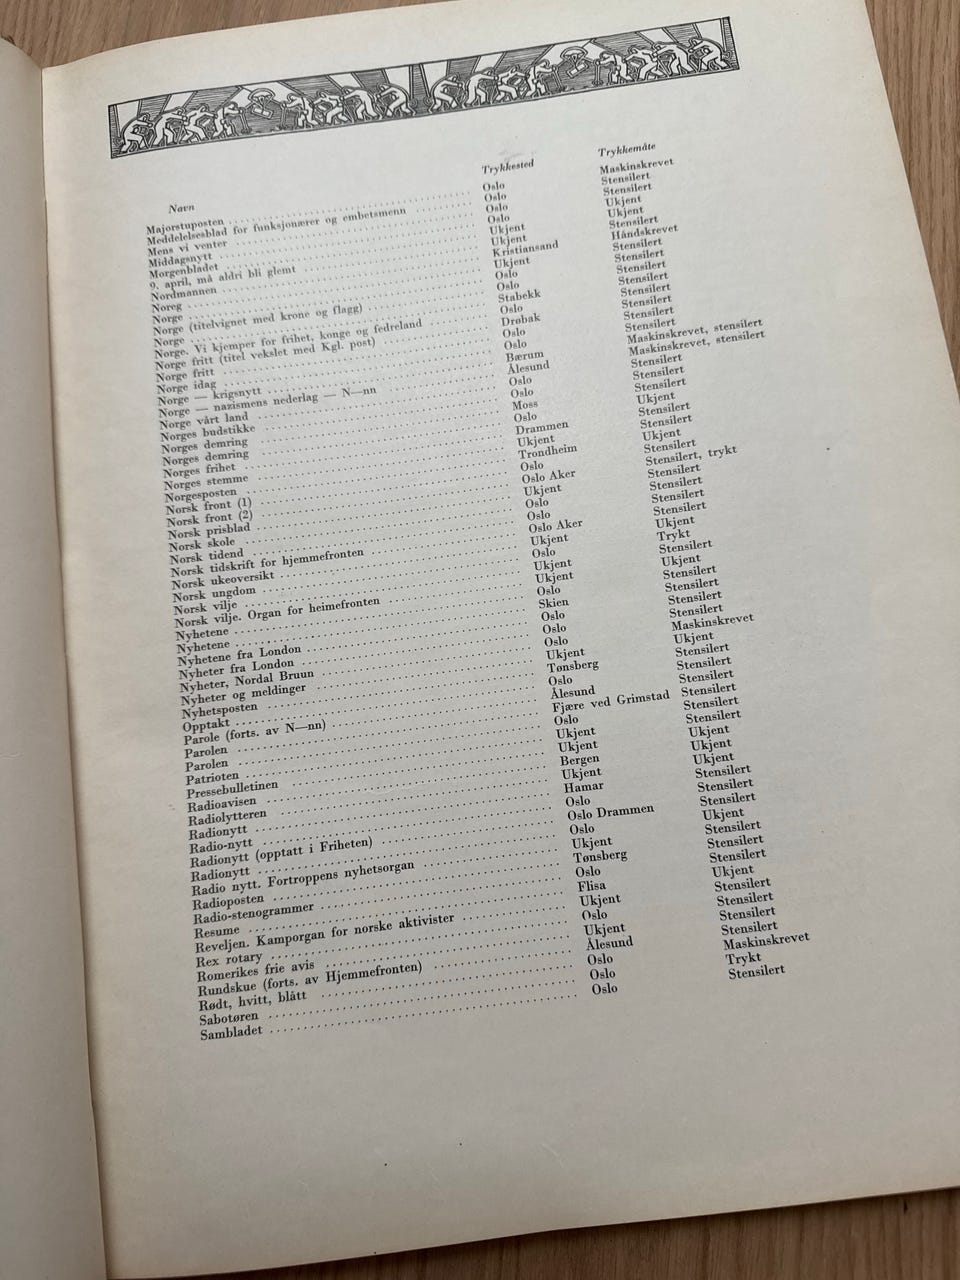 Navn
Majorstuposten
Meddelelsesblad for funksjonærer og embetsmenn
Mens vi venter
Middagsnytt
Morgenbladet
9. april, må aldri bli glemt
Nordmannen
Noreg
Norge
Norge (titelvignet med krone og flagg)
Norge
Norge. Vi kjemper for frihet, konge og fedreland
Norge fritt (titel vekslet med Kgl. post)
Norge fritt
Norge idag
Norge — krigsnytt
Norge — nazismens nederlag — N—nn
Norge vårt land
Norges budstikke
Norges demring
Norges demring
Norges frihet
Norges stemme
Norgesposten
Norsk front (1)
Norsk front (2)
Norsk prisblad
Norsk skole
Norsk tidend
Norsk tidskrift for hjemmefronten
Norsk ukeoversikt
Norsk ungdom
Norsk vilje
Norsk vilje. Organ for heimefronten
Nyhetene
Nyhetene
Nyhetene fra London
Nyheter fra London
Nyheter, Nordal Bruun
Nyheter og meldinger
Nyhetsposten
Opptakt
Parole (forts. av N—nn)
Parolen
Parolen
Patrioten
Pressebulletinen
Radioavisen
Radiolytteren
Radionytt
Radio-nytt
Radionytt (opptatt i Friheten)
Radionytt
Radio nytt. Fortroppens nyhetsorgan
Radioposten
Radio-stenogrammer
Resume
Reveljen. Kamporgan for norske aktivister
Rex rotary
Romerikes frie avis
Rundskue (forts. av Hjemmefronten)
Rødt, hvitt, blått
Sabotøren
Sambladet
Trykkested
Oslo
Oslo
Oslo
Oslo
Ukjent
Ukjent
Kristiansand
Ukjent
Oslo
Oslo
Stabekk
Oslo
Drøbak
Oslo
Bærum
Ålesund
Oslo
Oslo
Moss
Oslo
Drammen
Ukjent
Trondheim
Oslo
Oslo Aker
Ukjent
Oslo
Oslo
Oslo Aker
Ukjent
Oslo
Ukjent
Ukjent
Oslo
Skien
Oslo
Oslo
Oslo
Ukjent
Tønsberg
Oslo
Ålesund
Fjære ved Grimstad
Oslo
Ukjent
Ukjent
Bergen
Ukjent
Hamar
Oslo
Oslo Drammen
Oslo
Ukjent
Tønsberg
Oslo
Flisa
Ukjent
Oslo
Ukjent
Ålesund
Oslo
Oslo
Oslo
Trykkemåte
Maskinskrevet
Stensilert
Stensilert
Ukjent
Ukjent
Stensilert
Håndskrevet
Stensilert
Stensilert
Stensilert
Stensilert
Stensilert
Stensilert
Stensilert
Maskinskrevet, stensilert
Maskinskrevet, stensilert
Stensilert
Stensilert
Stensilert
Ukjent
Stensilert
Stensilert
Ukjent
Stensilert
Stensilert, trykt
Stensilert
Stensilert
Stensilert
Stensilert
Ukjent
Trykt
Stensilert
Ukjent
Stensilert
Stensilert
Stensilert
Maskinskrevet
Ukjent
Stensilert
Stensilert
Stensilert
Stensilert
Stensilert
Ukjent
Ukjent
Ukjent
Stensilert
Stensilert
Stensilert
Ukjent
Stensilert
Stensilert
Stensilert
Ukjent
Stensilert
Stensilert
Stensilert
Maskinskrevet
Trykt
Stensilert